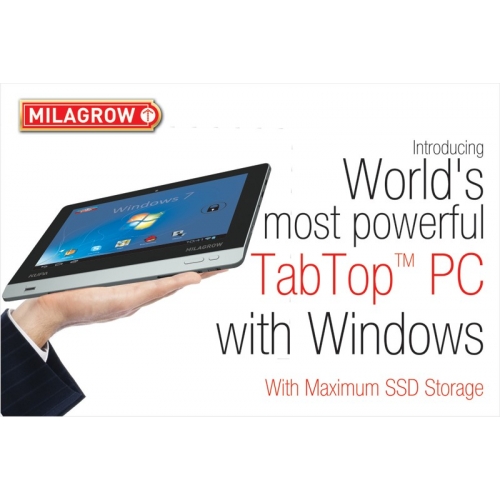 MILAGROW
Introducing
World's
most powerful
TabTop™ PC
with Windows
With Maximum SSD Storage
Windows 7
MILAGROW